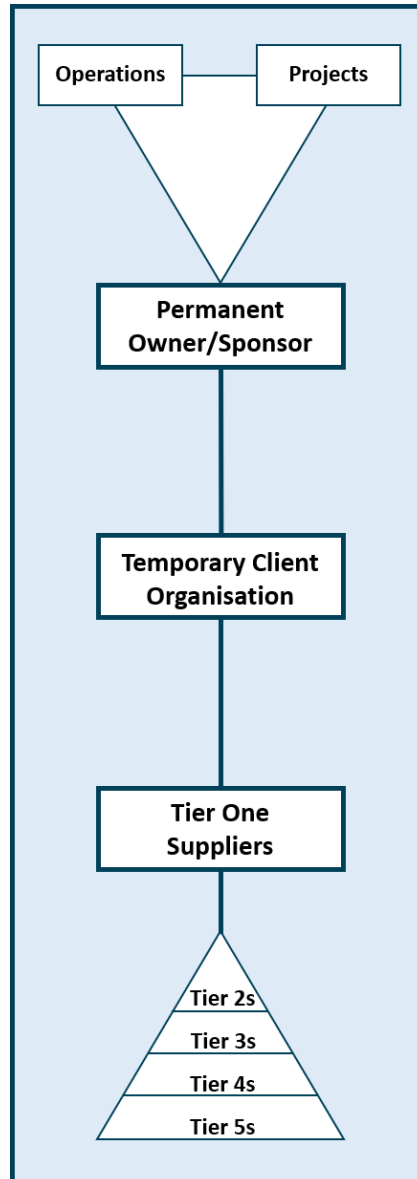 Operations
Projects
Permanent
Owner/Sponsor
Temporary Client
Organisation
Tier One
Suppliers
Tier 2s
Tier 3s
Tier 4s
Tier 5s